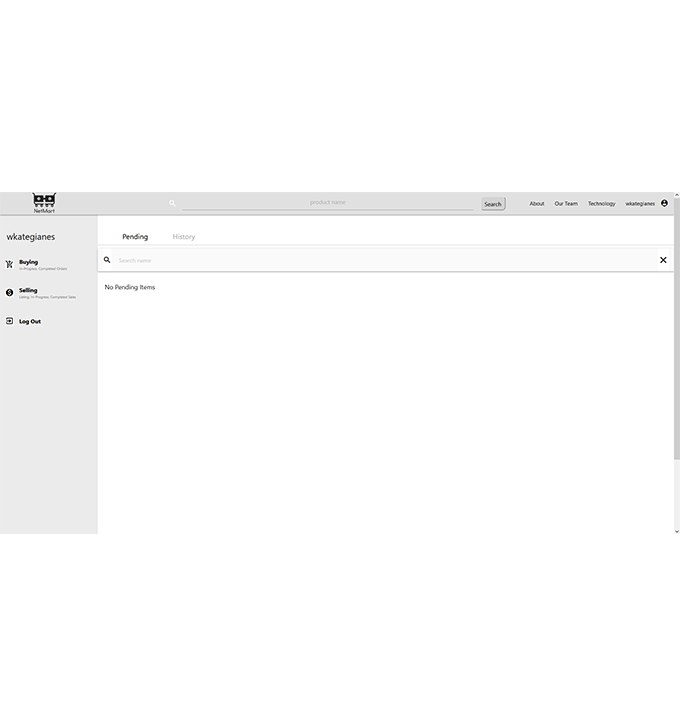 NetMart
product name
Search
About
Our Team
Technology
wkategianes
wkategianes
Buying
In-Progress, Completed Orders
Selling
Listing, In-Progress, Completed Sales
Log Out
Pending
History
Search name
No Pending Items